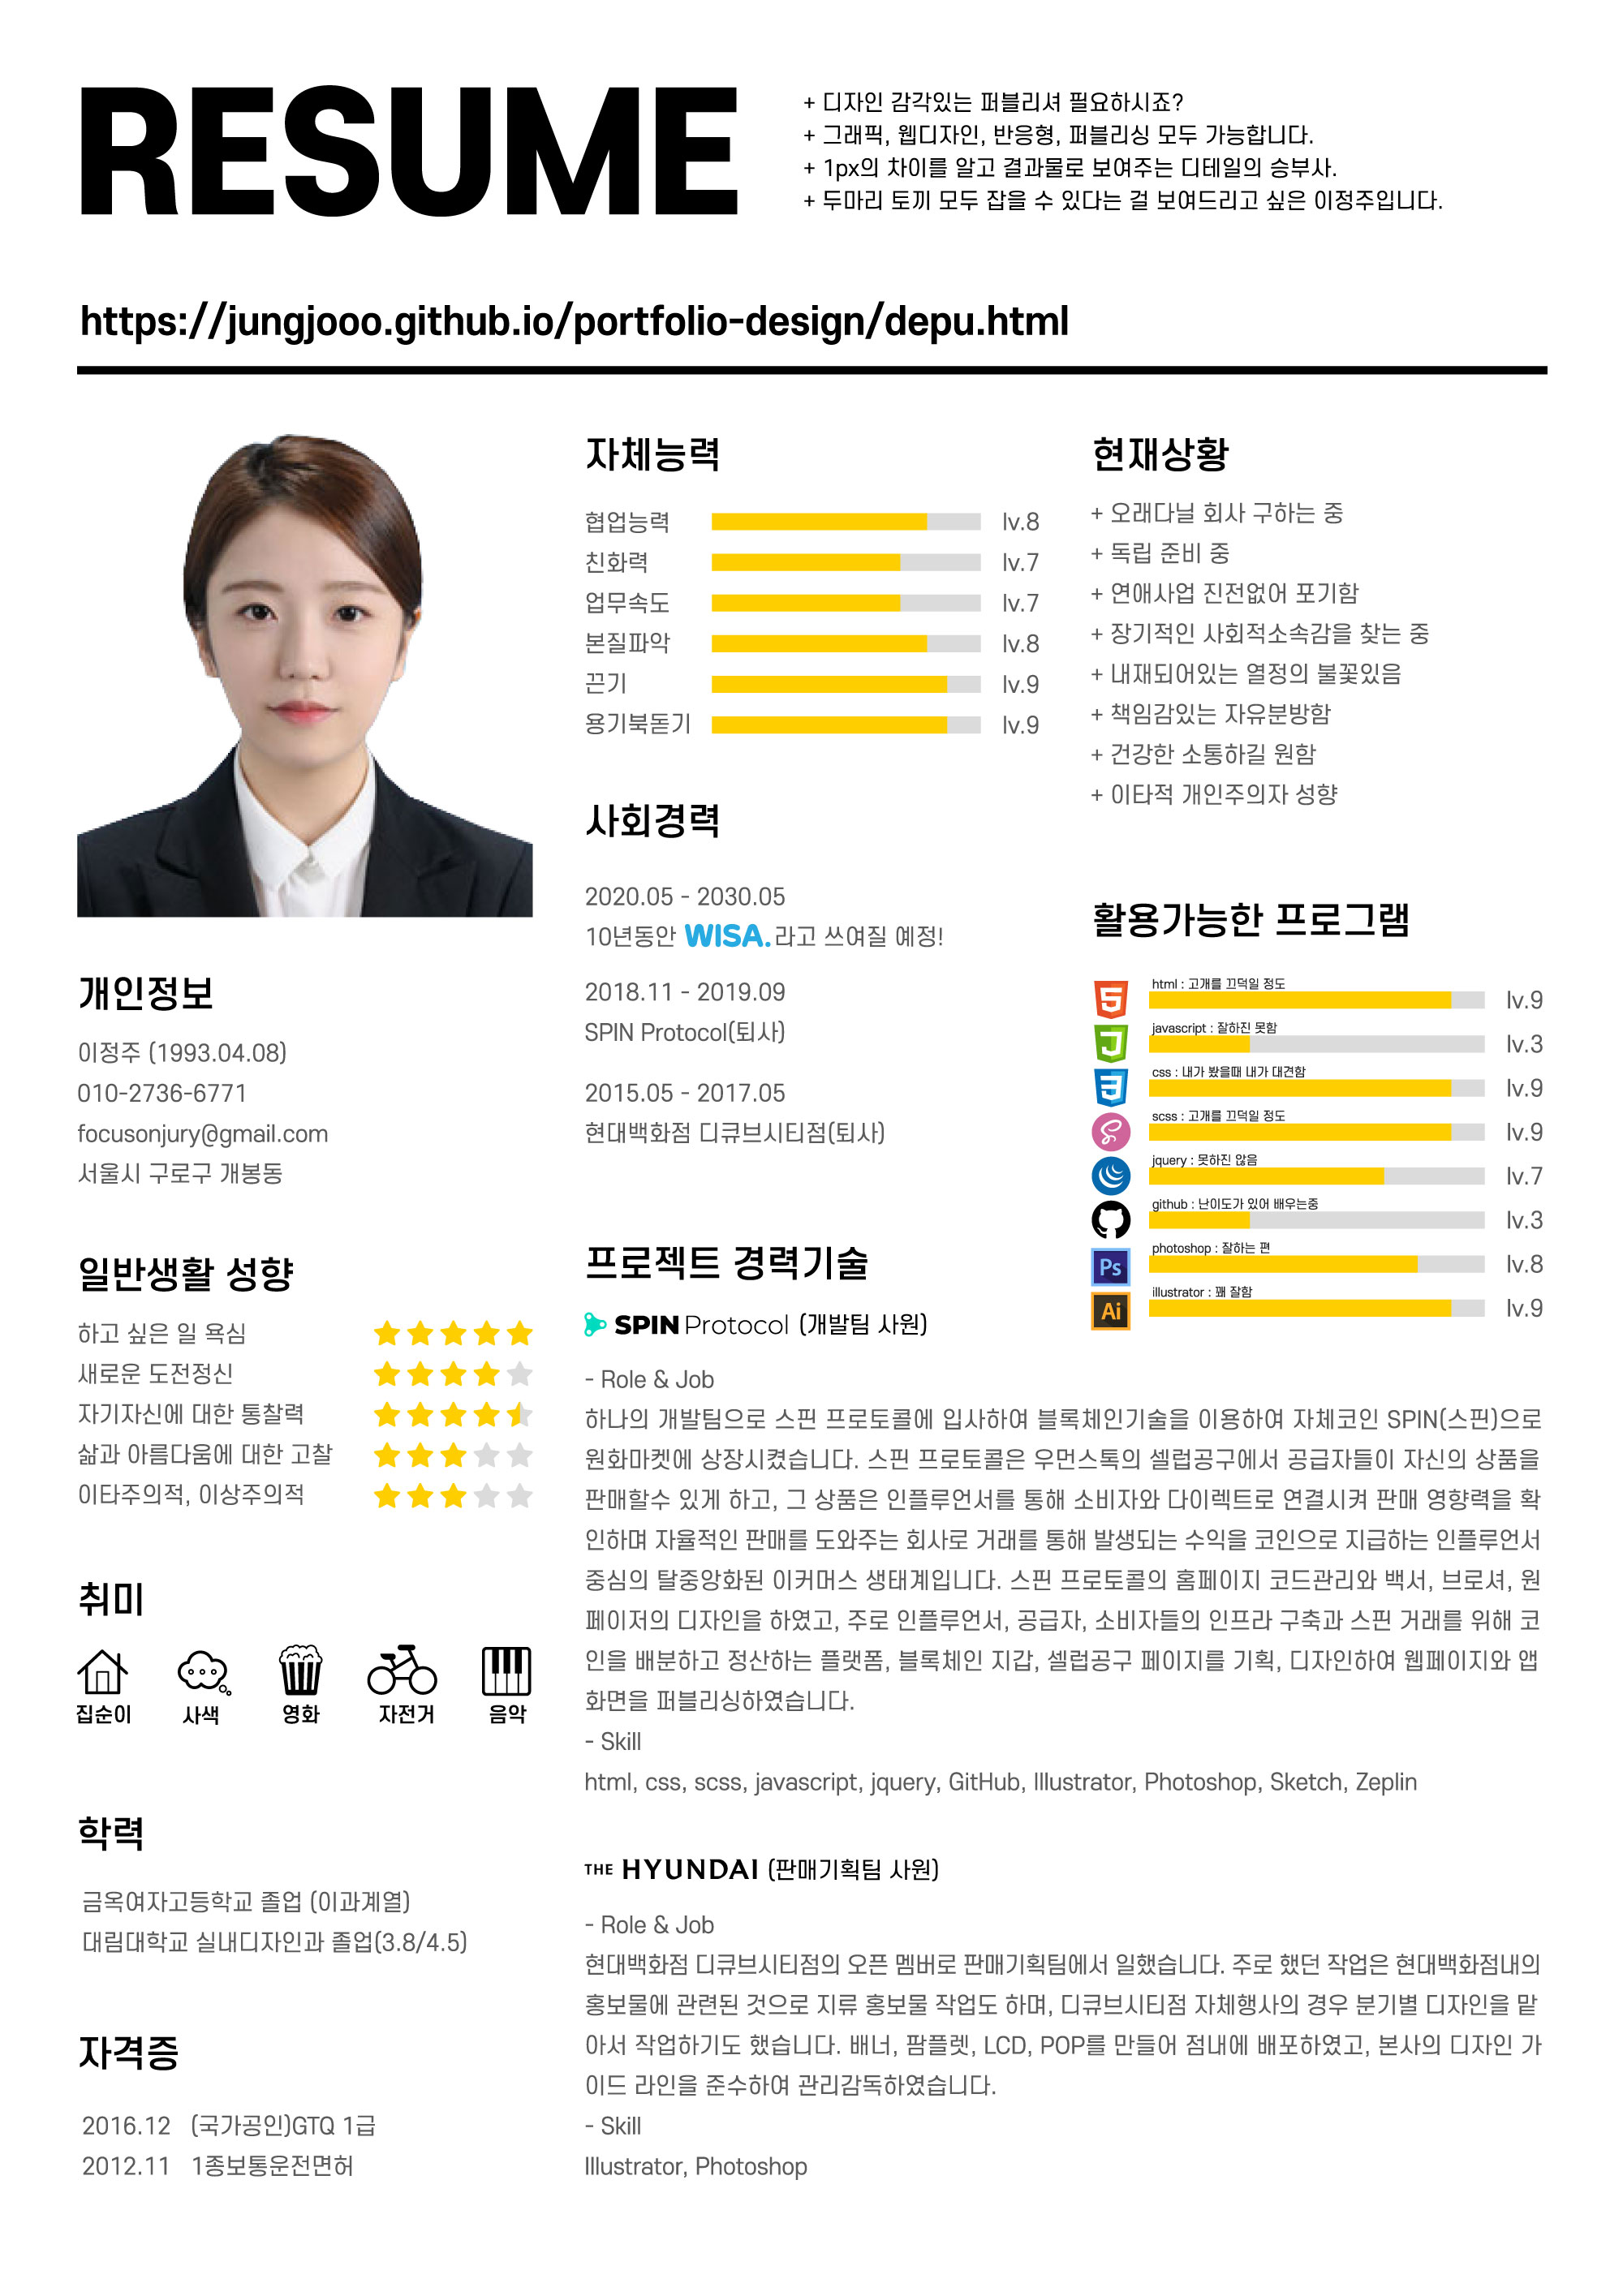 RESUME
+ 디자인 감각있는 퍼블리셔 필요하시죠?
+ 그래픽, 웹디자인, 반응형, 퍼블리싱 모두 가능합니다.
+ 1px의 차이를 알고 결과물로 보여주는 디테일의 승부사.
+ 두마리 토끼 모두 잡을 수 있다는 걸 보여드리고 싶은 이정주입니다.
https://jungjooo.github.io/portfolio-design/depu.html
개인정보
이정주 (1993.04.08)
010-2736-6771
focusonjury@gmail.com
서울시 구로구 개봉동
일반생활 성향
하고 싶은 일 욕심
새로운 도전정신
자기자신에 대한 통찰력
삶과 아름다움에 대한 고찰
이타주의적, 이상주의적
취미
집순이 사색 영화 자전거 음악
학력
금옥여자고등학교 졸업 (이과계열)
대림대학교 실내디자인과 졸업(3.8/4.5)
자격증
2016.12 (국가공인)GTQ 1급
2012.11 1종보통운전면허
자체능력
협업능력 lv.8
친화력 lv.7
업무속도 lv.7
본질파악 lv.8
끈기 lv.9
용기북돋기 lv.9
사회경력
2020.05 - 2030.05
10년동안 WISA. 라고 쓰여질 예정!
2018.11 - 2019.09
SPIN Protocol(퇴사)
2015.05 - 2017.05
현대백화점 디큐브시티점(퇴사)
현재상황
+ 오래다닐 회사 구하는 중
+ 독립 준비 중
+ 연애사업 진전없어 포기함
+ 장기적인 사회적소속감을 찾는 중
+ 내재되어있는 열정의 불꽃있음
+ 책임감있는 자유분방함
+ 건강한 소통하길 원함
+ 이타적 개인주의자 성향
활용가능한 프로그램
html : 고개를 끄덕일 정도 lv.9
javascript : 잘하진 못함 lv.3
css : 내가 봤을때 내가 대견함 lv.9
scss : 고개를 끄덕일 정도 lv.9
jquery : 못하진 않음 lv.7
github : 난이도가 있어 배우는중 lv.3
Ps photoshop : 잘하는 편 lv.8
Ai illustrator : 꽤 잘함 lv.9
프로젝트 경력기술
SPIN Protocol (개발팀 사원)
- Role & Job
하나의 개발팀으로 스핀 프로토콜에 입사하여 블록체인기술을 이용하여 자체코인 SPIN(스핀)으로
원화마켓에 상장시켰습니다. 스핀 프로토콜은 우먼스톡의 셀럽공구에서 공급자들이 자신의 상품을
판매할수 있게 하고, 그 상품은 인플루언서를 통해 소비자와 다이렉트로 연결시켜 판매 영향력을 확
인하며 자율적인 판매를 도와주는 회사로 거래를 통해 발생되는 수익을 코인으로 지급하는 인플루언서
중심의 탈중앙화된 이커머스 생태계입니다. 스핀 프로토콜의 홈페이지 코드관리와 백서, 브로셔, 원
페이저의 디자인을 하였고, 주로 인플루언서, 공급자, 소비자들의 인프라 구축과 스핀 거래를 위해 코
인을 배분하고 정산하는 플랫폼, 블록체인 지갑, 셀럽공구 페이지를 기획, 디자인하여 웹페이지와 앱
화면을 퍼블리싱하였습니다.
- Skill
html, css, scss, javascript, jquery, GitHub, Illustrator, Photoshop, Sketch, Zeplin
THE HYUNDAI (판매기획팀 사원)
- Role & Job
현대백화점 디큐브시티점의 오픈 멤버로 판매기획팀에서 일했습니다. 주로 했던 작업은 현대백화점내의
홍보물에 관련된 것으로 지류 홍보물 작업도 하며, 디큐브시티점 자체행사의 경우 분기별 디자인을 맡
아서 작업하기도 했습니다. 배너, 팜플렛, LCD, POP를 만들어 점내에 배포하였고, 본사의 디자인 가
이드 라인을 준수하여 관리감독하였습니다.
- Skill
Illustrator, Photoshop